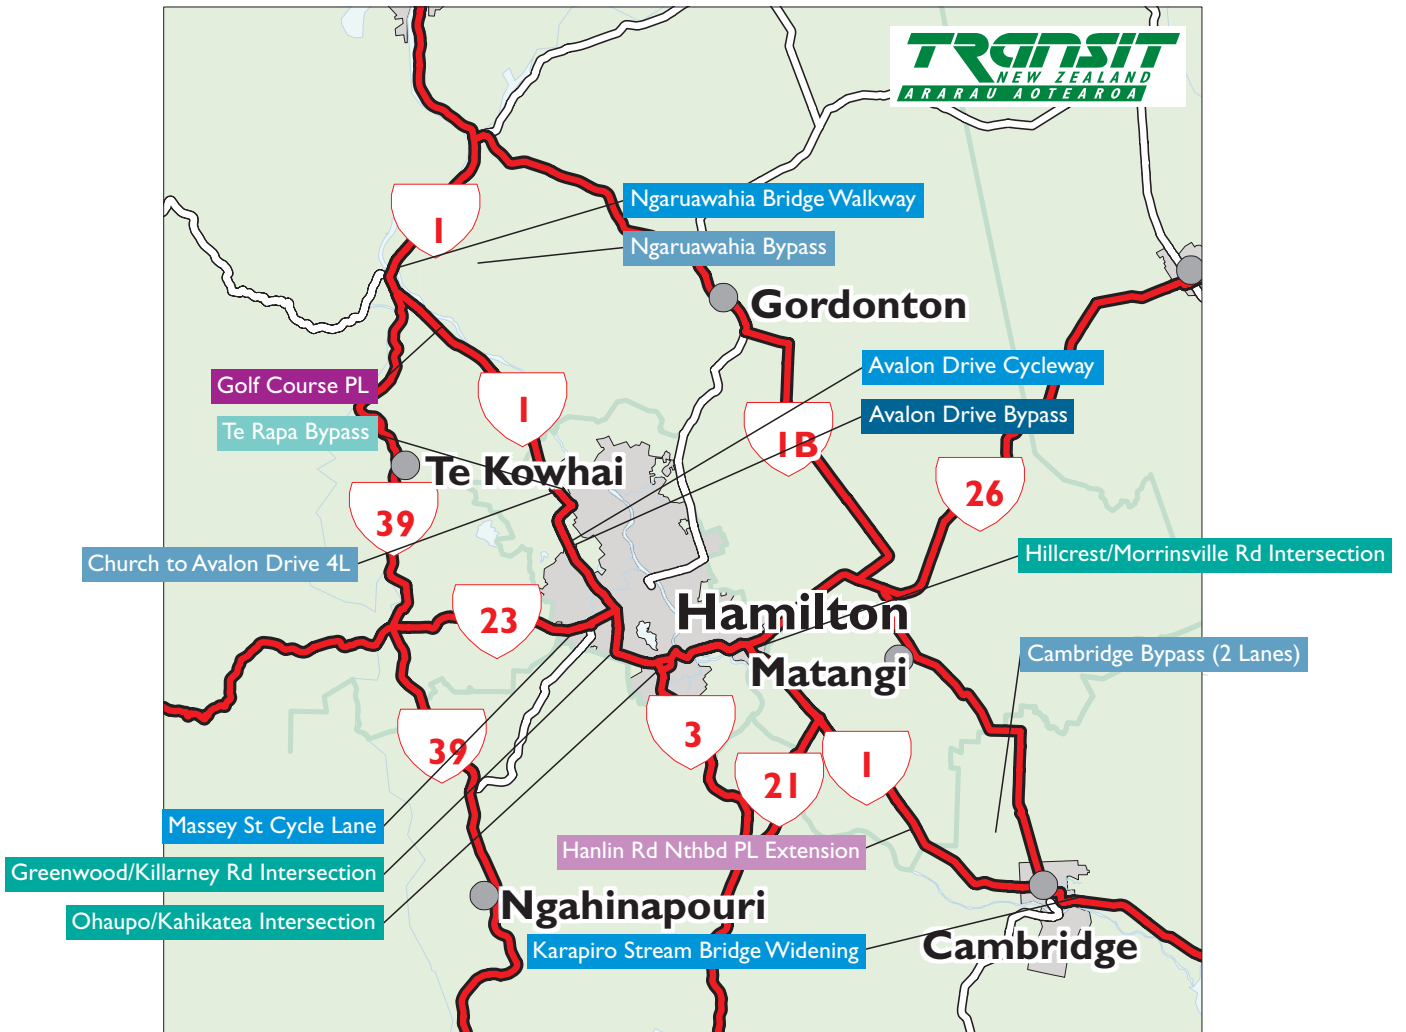 TRANSIT
NEW ZEALAND
ARARAU AOTEAROA
Ngaruawahia Bridge Walkway
1
Ngaruawahia Bypass
Gordonton
Avalon Drive Cycleway
Golf Course PL
1
Avalon Drive Bypass
Te Rapa Bypass
1B
Te Kowhai
26
39
Hillcrest/Morrinsville Rd Intersection
Church to Avalon Drive 4L
23
Hamilton
Cambridge Bypass (2 Lanes)
Matangi
3
39
1
21
Massey St Cycle Lane
Hanlin Rd Nthbd PL Extension
Greenwood/Killarney Rd Intersection
Ngahinapouri
Ohaupo/Kahikatea Intersection
Karapiro Stream Bridge Widening
Cambridge